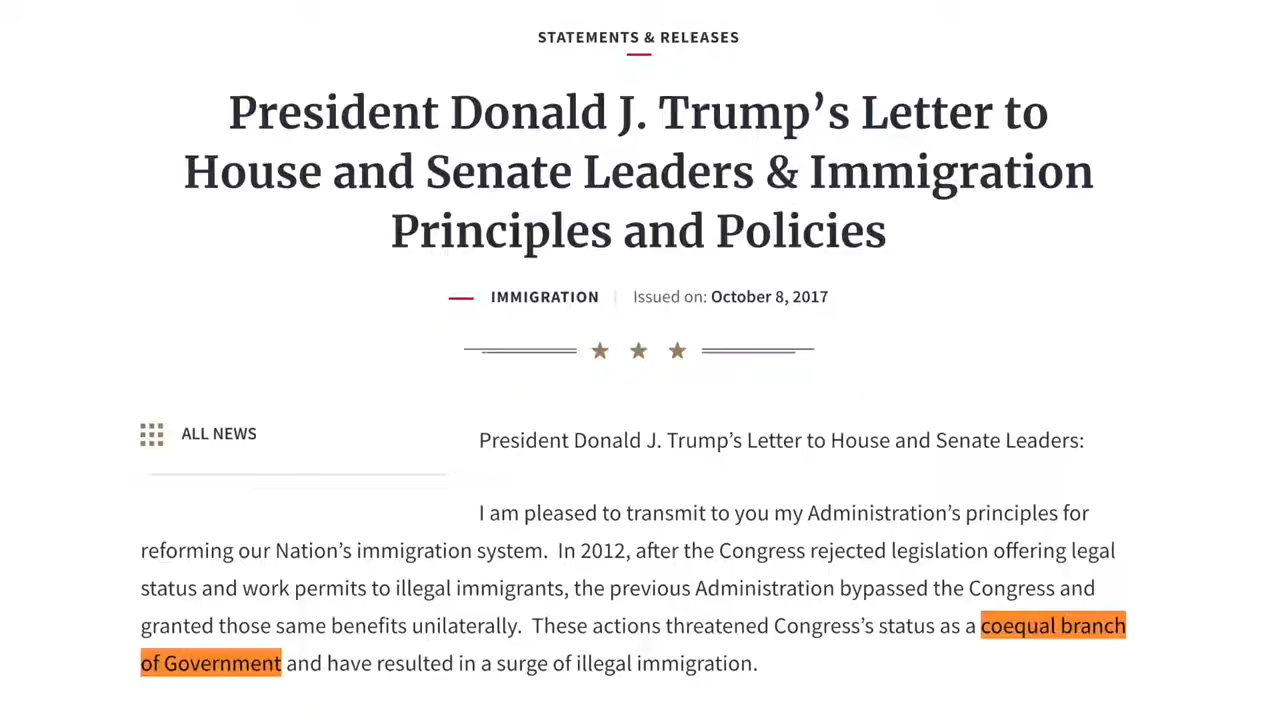 STATEMENTS & RELEASES
President Donald J. Trump’s Letter to
House and Senate Leaders & Immigration
Principles and Policies
IMMIGRATION | Issued on: October 8, 2017
ALL NEWS
President Donald J. Trump’s Letter to House and Senate Leaders:
I am pleased to transmit to you my Administration’s principles for
reforming our Nation’s immigration system.  In 2012, after the Congress rejected legislation offering legal
status and work permits to illegal immigrants, the previous Administration bypassed the Congress and
granted those same benefits unilaterally.  These actions threatened Congress’s status as a coequal branch
of Government and have resulted in a surge of illegal immigration.